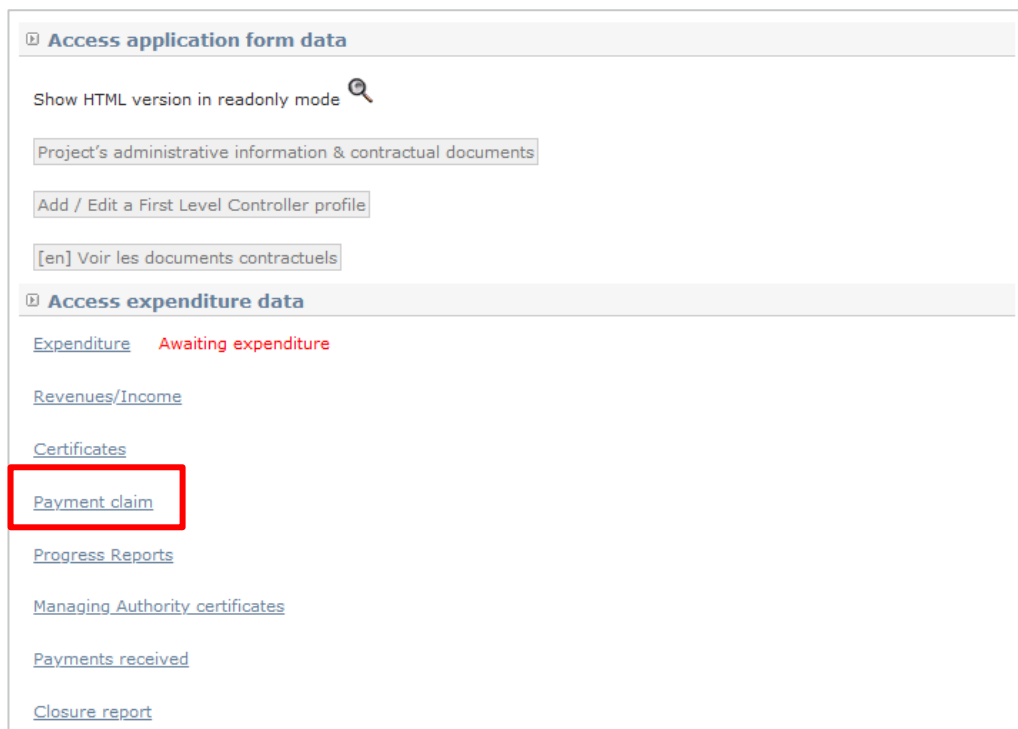 Access application form data
Show HTML version in readonly mode
Project's administrative information & contractual documents
Add / Edit a First Level Controller profile
[en] Voir les documents contractuels
Access expenditure data
Expenditure Awaiting expenditure
Revenues/Income
Certificates
Payment claim
Progress Reports
Managing Authority certificates
Payments received
Closure report